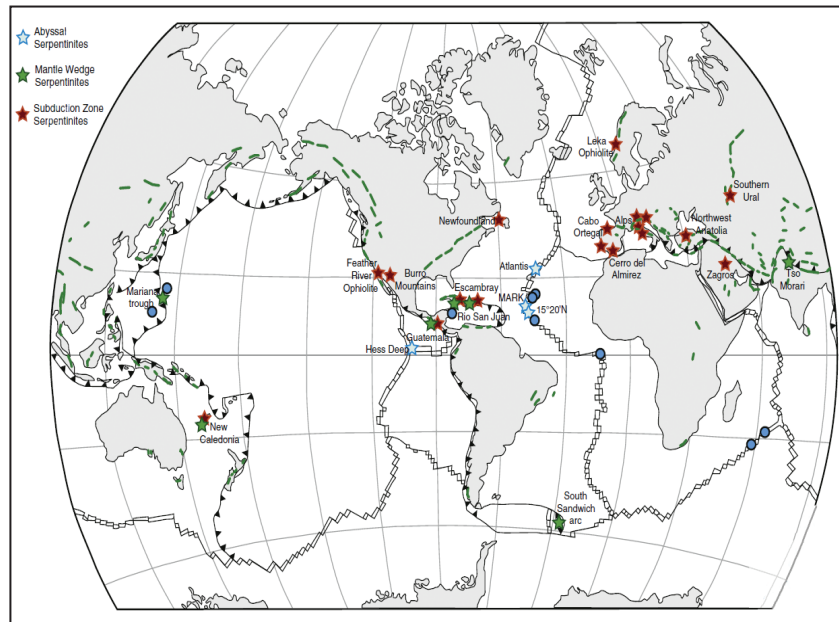 Abyssal
Serpentinites
Mantle Wedge
Serpentinites
Subduction Zone
Serpentinites
Leka
Ophiolite
Southern
Ural
Newfoundland
Cabo
Ortegal
Alps
Northwest
Anatolia
Cerro del
Almirez
Zagros
Tso
Morari
Atlantis
Feather
River
Ophiolite
Burro
Mountains
Escambray
MARK
15°20'N
Rio San Juan
Mariana
trough
Guatemala
Hess Deep
New
Caledonia
South
Sandwich
arc